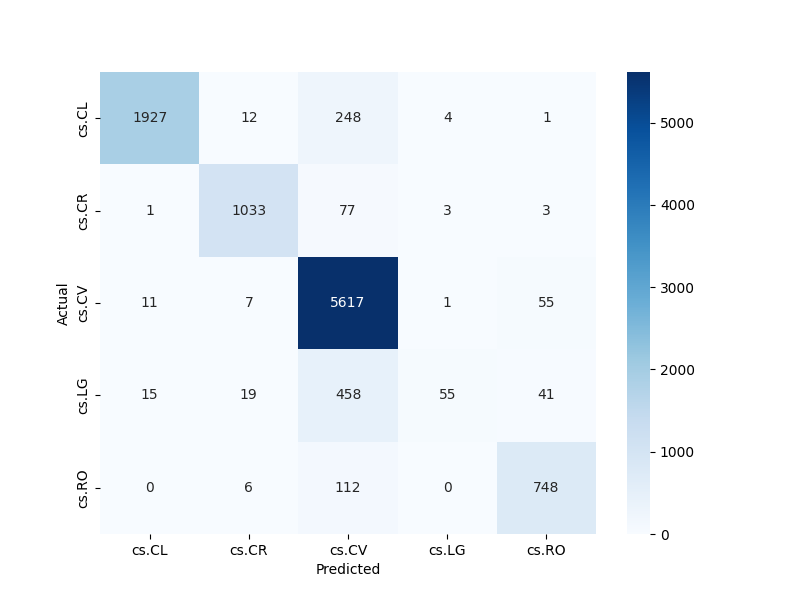 cs.CL 1927 12 248 4 1
cs.CR 1 1033 77 3 3
cs.CV 11 7 5617 1 55
cs.LG 15 19 458 55 41
cs.RO 0 6 112 0 748
cs.CL cs.CR cs.CV cs.LG cs.RO
Predicted
Actual
5000
4000
3000
2000
1000
0